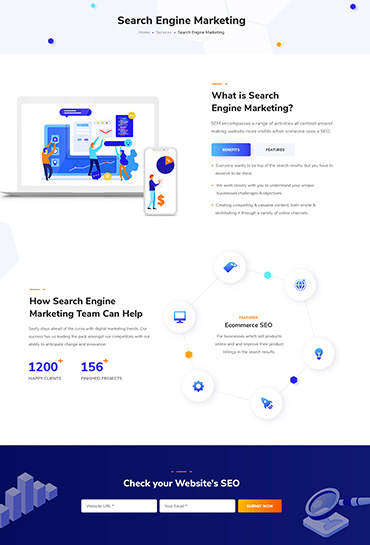 Search Engine Marketing
Home • Services • Search Engine Marketing
What is Search
Engine Marketing?
SEM encompasses a range of activities all centred around
making website more visible when someone uses a SEO.
BENEFITS
FEATURES
Everyone wants to be top of the search results, but you have to
deserve to be there.
We work closely with you to understand your unique
businesses challenges & objectives.
Creating compelling & valuable content, both onsite &
distributing it through a variety of online channels.
How Search Engine
Marketing Team Can Help
Seofy stays ahead of the curve with digital marketing trends. Our
success has us leading the pack amongst our competitors with our
ability to anticipate change and innovation.
1200+
156+
HAPPY CLIENTS
FINISHED PROJECTS
FEATURES
Ecommerce SEO
For businesses which sell products
online and and improve their product
listings in the search results.
Check your Website's SEO
Website URL *
Your Email *
SUBMIT NOW